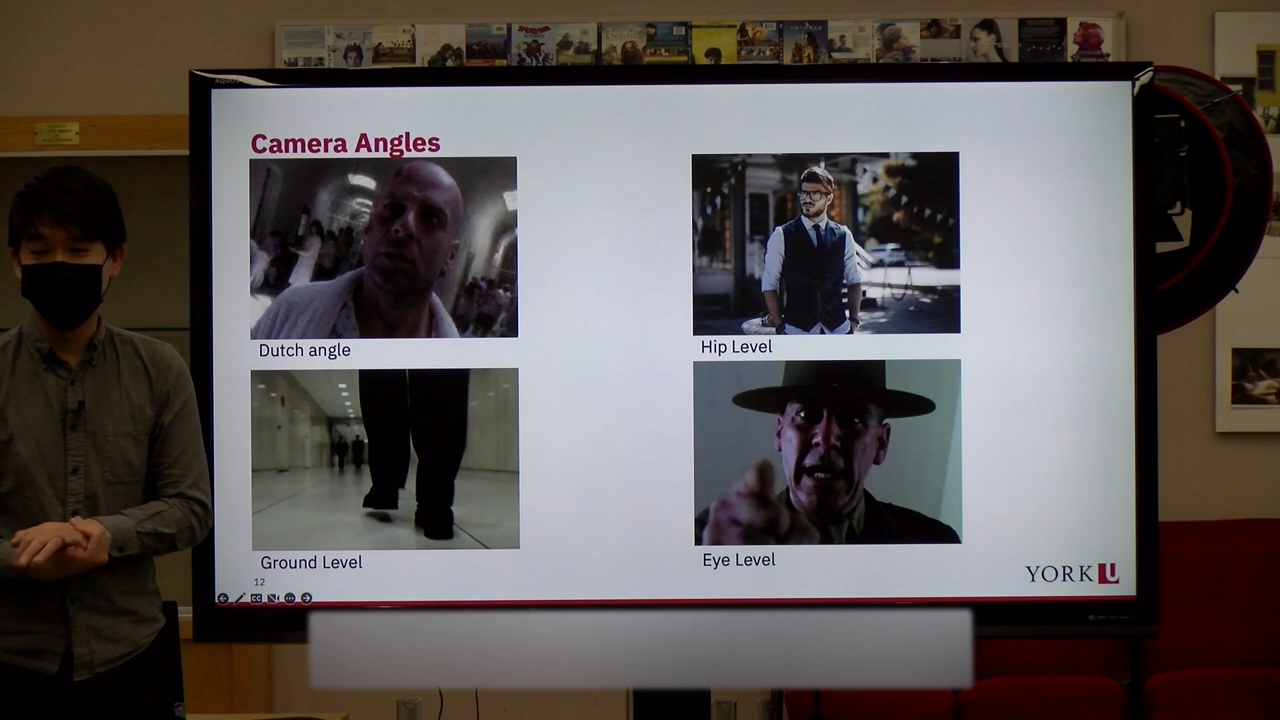 Camera Angles
Dutch angle
Hip Level
Ground Level
Eye Level
12
YORK U